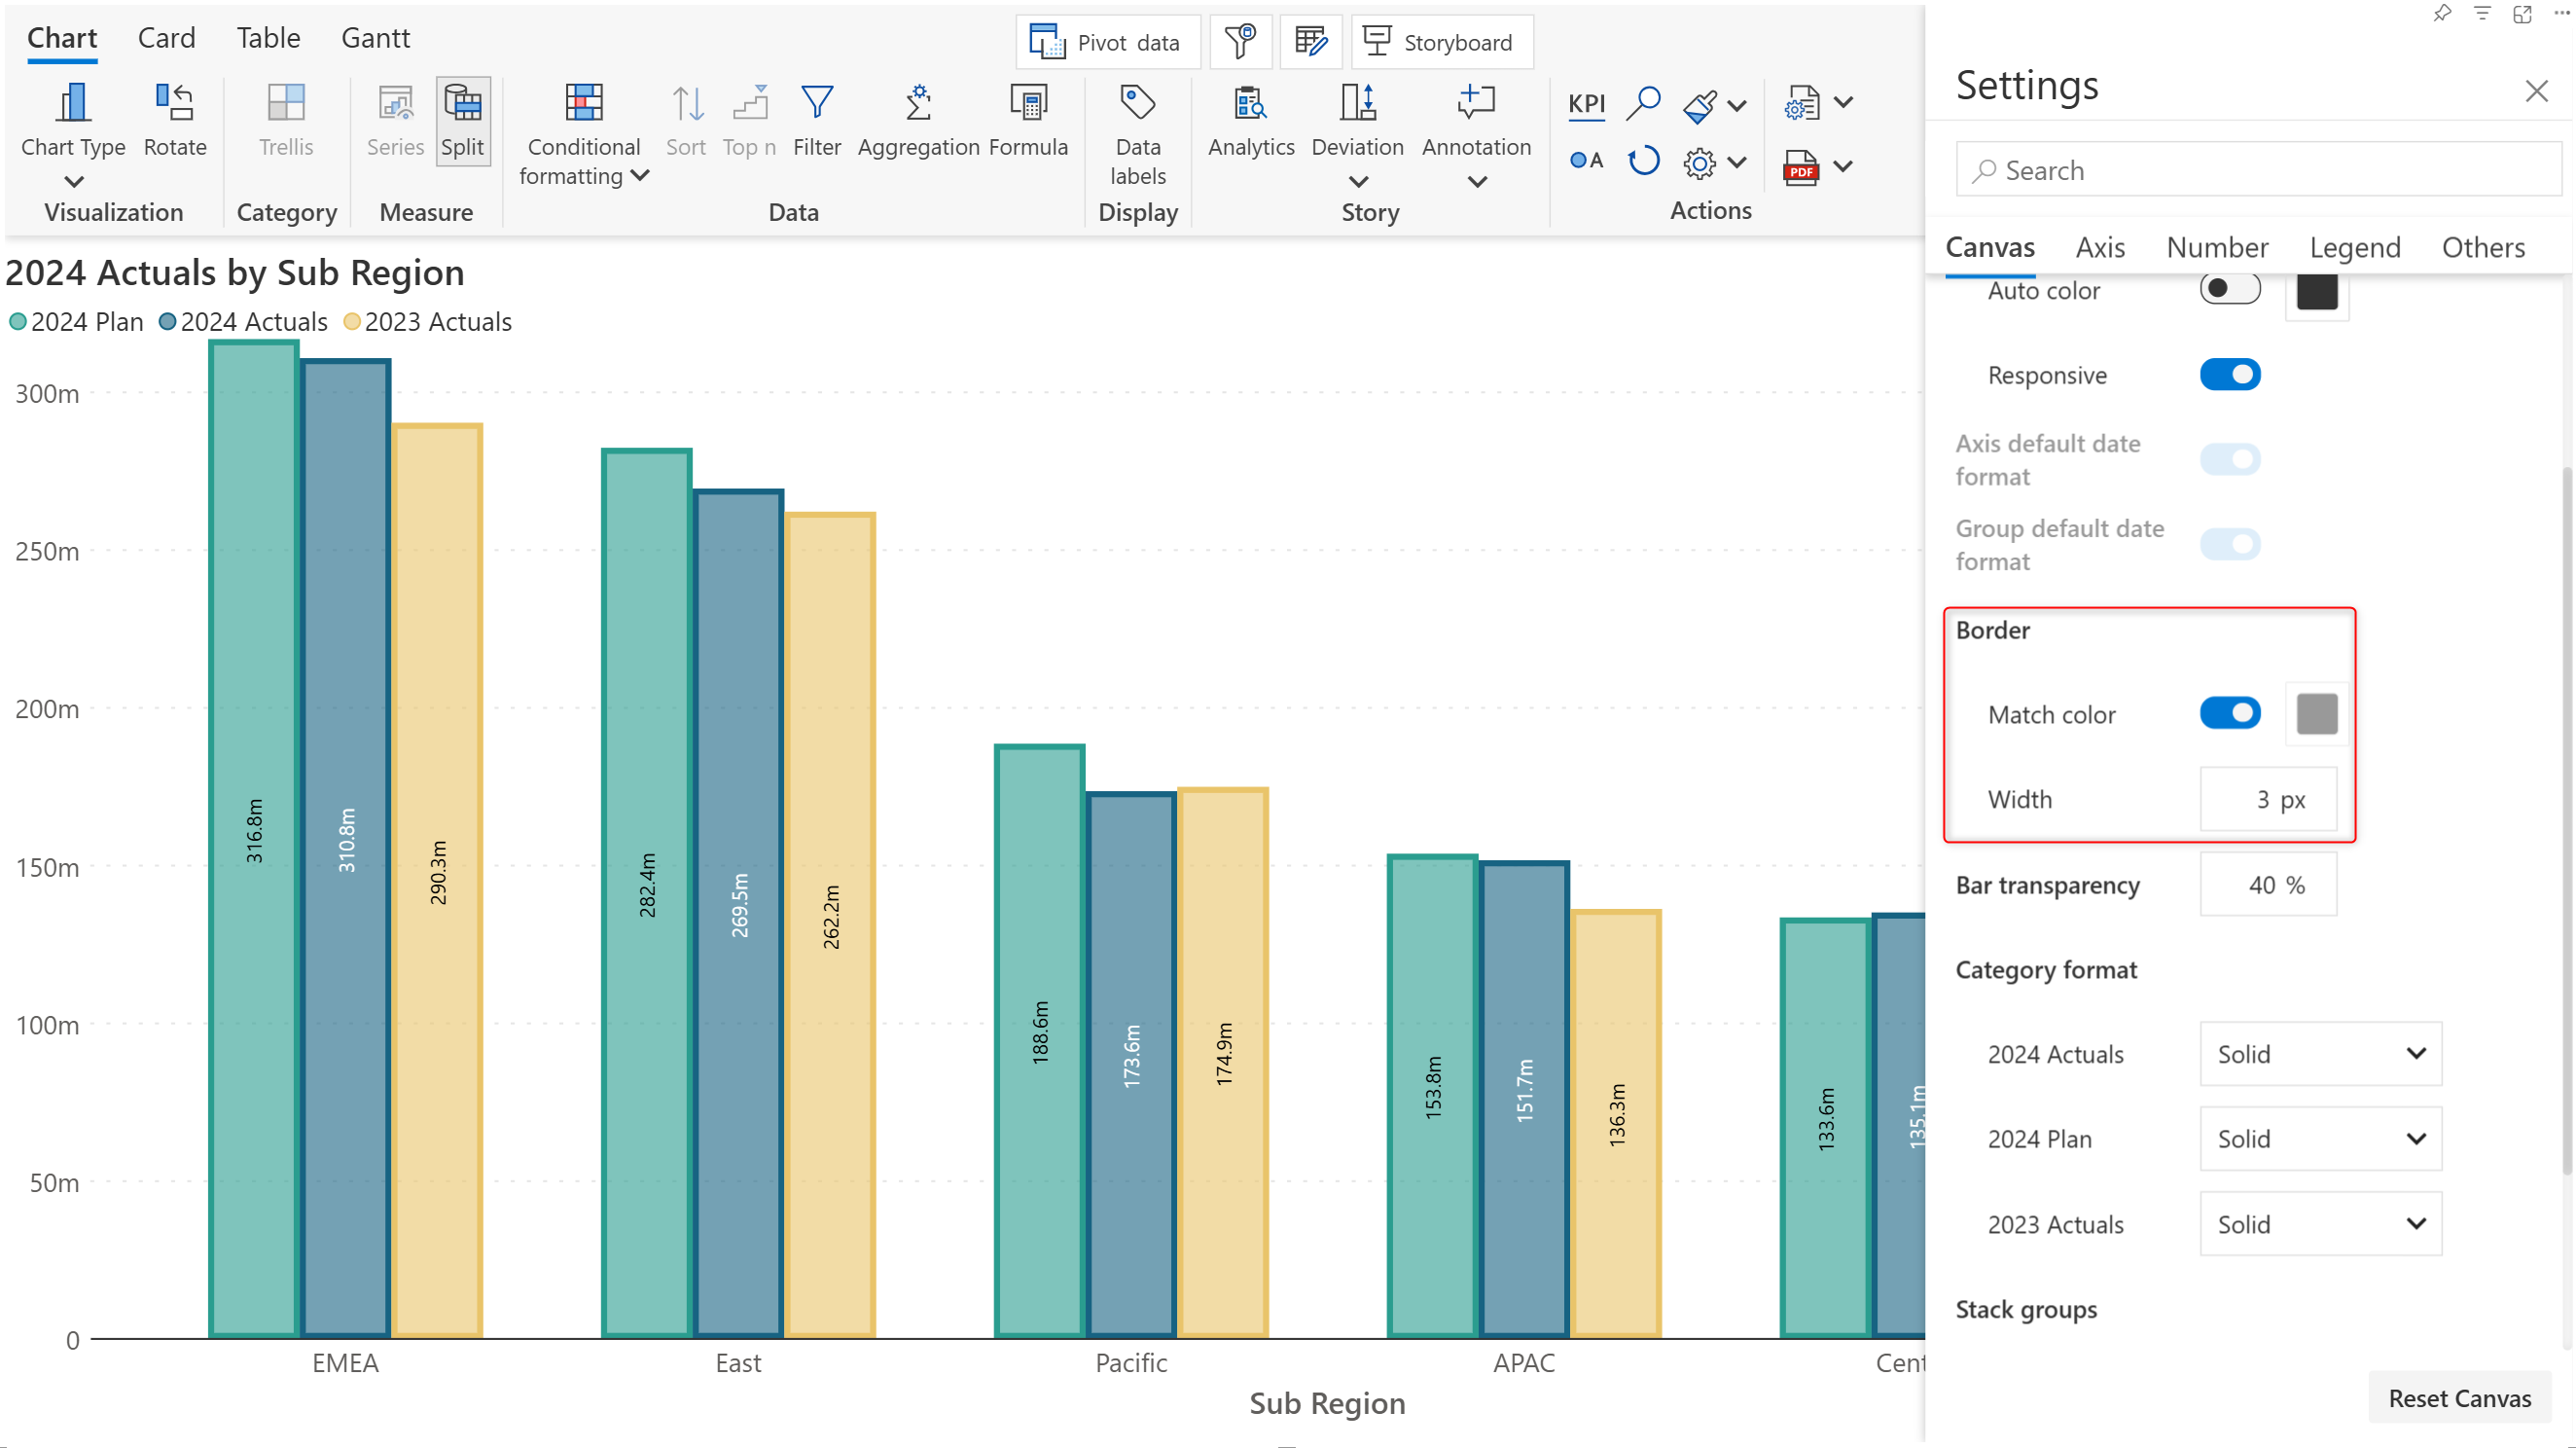 Chart Card Table Gantt
Pivot data
Storyboard
Chart Type Rotate Trellis Series Split Conditional formatting Sort Top n Filter Aggregation Formula Data labels Analytics Deviation Annotation KPI
A
PDF
Visualization Category Measure Data Display Story Actions
2024 Actuals by Sub Region
2024 Plan 2024 Actuals 2023 Actuals
300m
250m
200m
150m
100m
50m
0
316.8m
310.8m
290.3m
282.4m
269.5m
262.2m
188.6m
173.6m
174.9m
153.8m
151.7m
136.3m
133.6m
135.1m
EMEA East Pacific APAC Cent
Sub Region
Settings
Search
Canvas Axis Number Legend Others
Auto color
Responsive
Axis default date
format
Group default date
format
Border
Match color
Width 3 px
Bar transparency 40 %
Category format
2024 Actuals Solid
2024 Plan Solid
2023 Actuals Solid
Stack groups
Reset Canvas